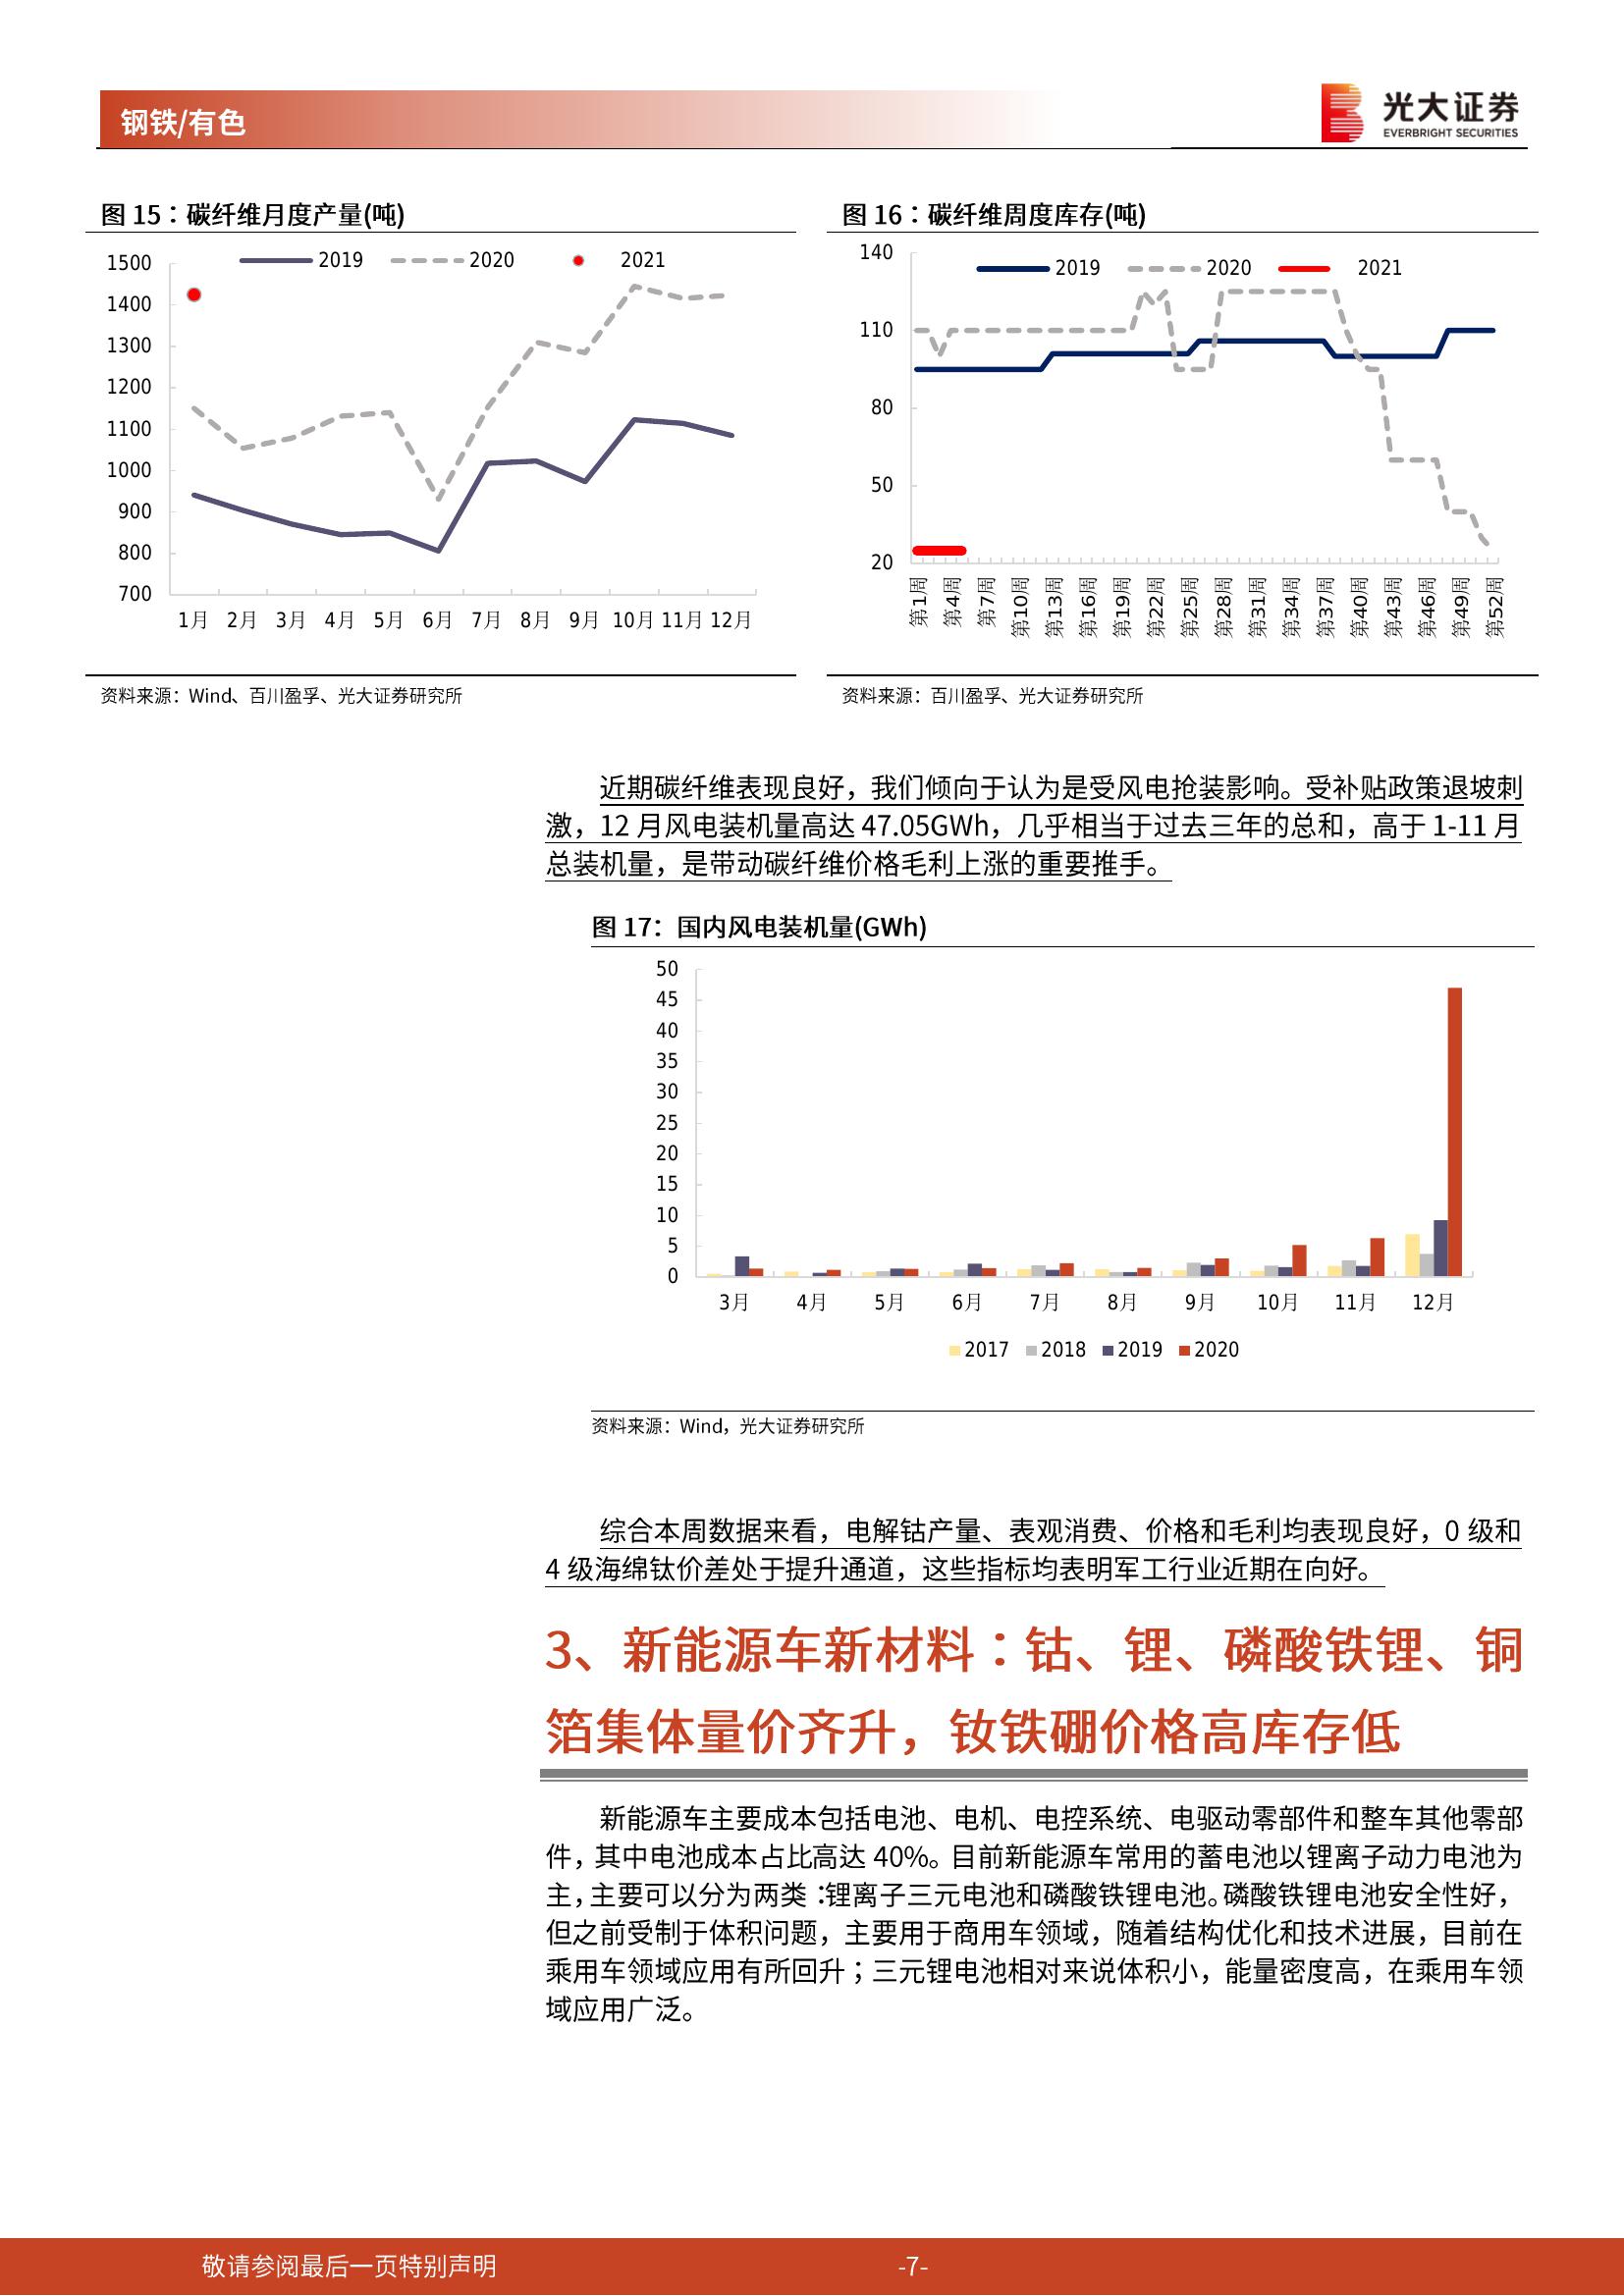 钢铁/有色
光大证券
EVERBRIGHT SECURITIES
图 15：碳纤维月度产量(吨)
2019 2020 2021
1500
1400
1300
1200
1100
1000
900
800
700
1月 2月 3月 4月 5月 6月 7月 8月 9月 10月 11月 12月
资料来源：Wind、百川盈孚、光大证券研究所
图 16：碳纤维周度库存(吨)
2019 2020 2021
140
110
80
50
20
第1周 第4周 第7周 第10周 第13周 第16周 第19周 第22周 第25周 第28周 第31周 第34周 第37周 第40周 第43周 第46周 第49周 第52周
资料来源：百川盈孚、光大证券研究所
近期碳纤维表现良好，我们倾向于认为是受风电抢装影响。受补贴政策退坡刺
激，12 月风电装机量高达 47.05GWh，几乎相当于过去三年的总和，高于 1-11 月
总装机量，是带动碳纤维价格毛利上涨的重要推手。
图 17：国内风电装机量(GWh)
50
45
40
35
30
25
20
15
10
5
0
3月 4月 5月 6月 7月 8月 9月 10月 11月 12月
2017 2018 2019 2020
资料来源：Wind，光大证券研究所
综合本周数据来看，电解钴产量、表观消费、价格和毛利均表现良好，0 级和
4 级海绵钛价差处于提升通道，这些指标均表明军工行业近期在向好。
3、新能源车新材料：钴、锂、磷酸铁锂、铜
箔集体量价齐升，钕铁硼价格高库存低
新能源车主要成本包括电池、电机、电控系统、电驱动零部件和整车其他零部
件，其中电池成本占比高达 40%。目前新能源车常用的蓄电池以锂离子动力电池为
主，主要可以分为两类：锂离子三元电池和磷酸铁锂电池。磷酸铁锂电池安全性好，
但之前受制于体积问题，主要用于商用车领域，随着结构优化和技术进展，目前在
乘用车领域应用有所回升；三元锂电池相对来说体积小，能量密度高，在乘用车领
域应用广泛。
敬请参阅最后一页特别声明
-7-